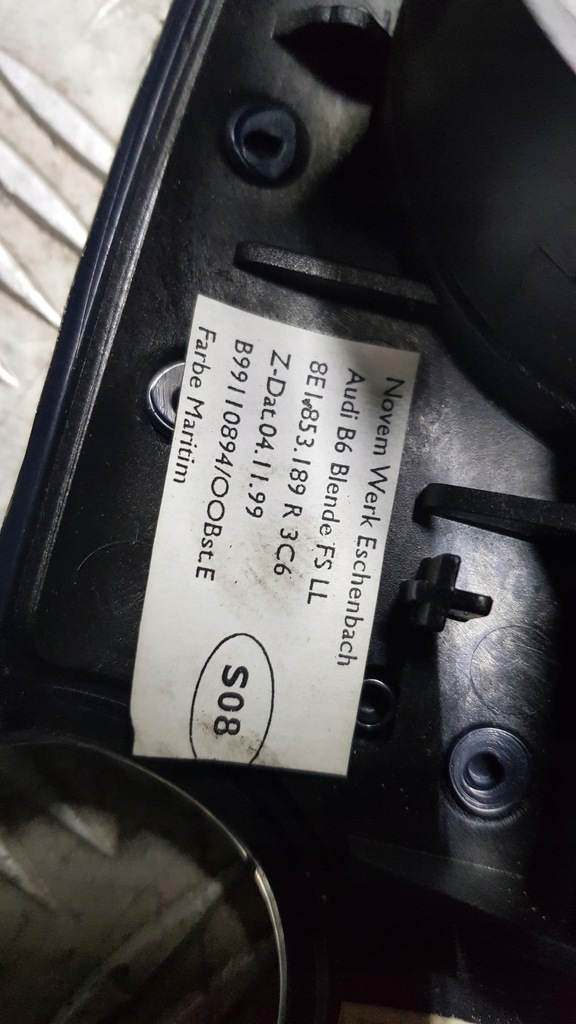 Novem Werk Eschenbach
Audi B6 Blende FS LL
8E1.853.189 R 3C6
Z-Dat.04.11.99
B99110894/OOBst.E
Farbe Maritim
S08